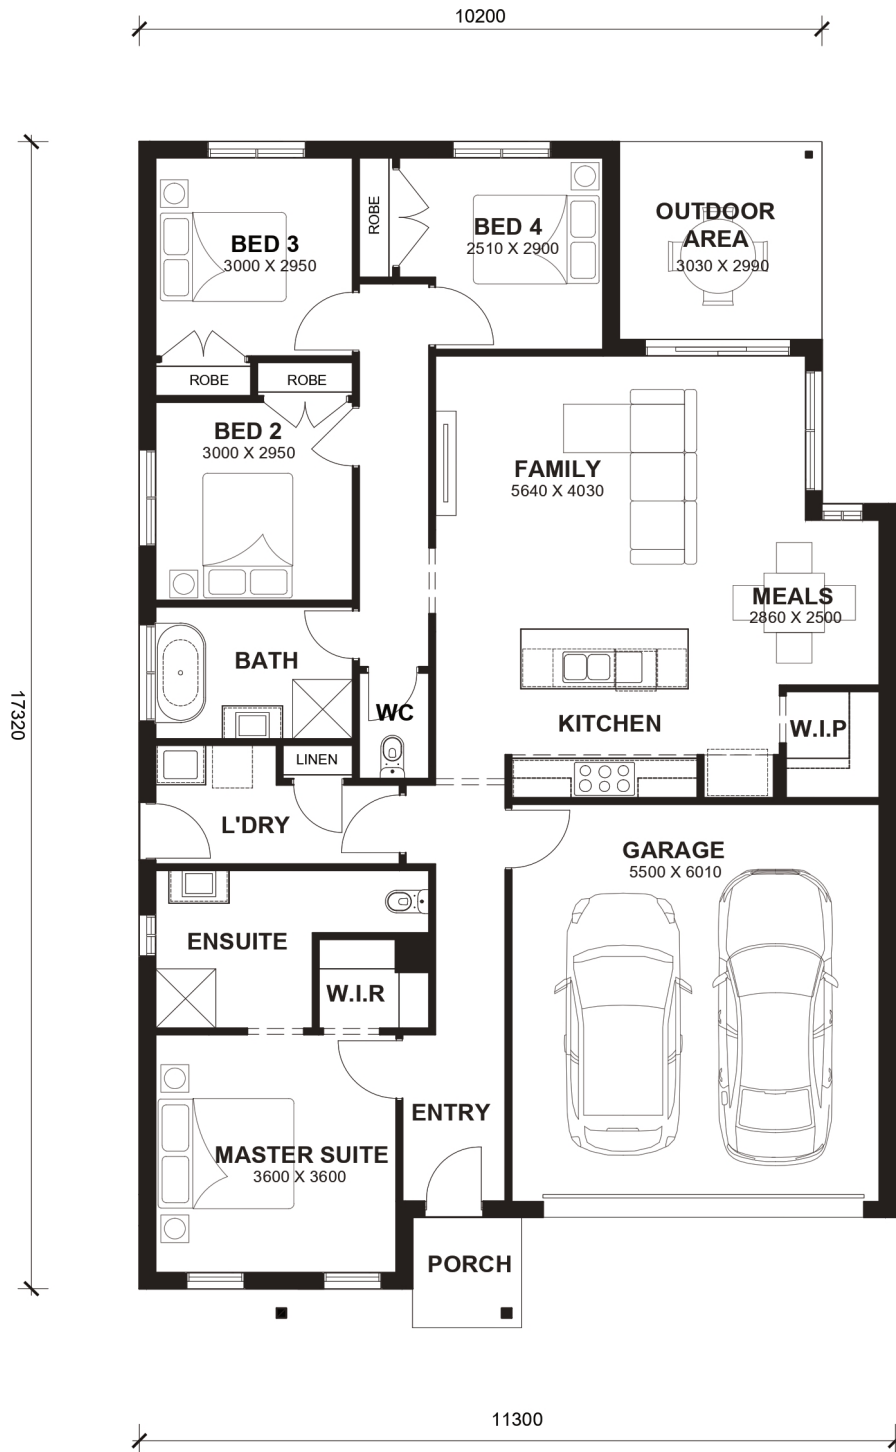 10200
17320
ROBE
BED 3
3000 X 2950
BED 4
2510 X 2900
OUTDOOR
AREA
3030 X 2990
ROBE
ROBE
BED 2
3000 X 2950
FAMILY
5640 X 4030
MEALS
2860 X 2500
BATH
WC
KITCHEN
W.I.P
LINEN
L'DRY
GARAGE
5500 X 6010
ENSUITE
W.I.R
ENTRY
MASTER SUITE
3600 X 3600
PORCH
11300